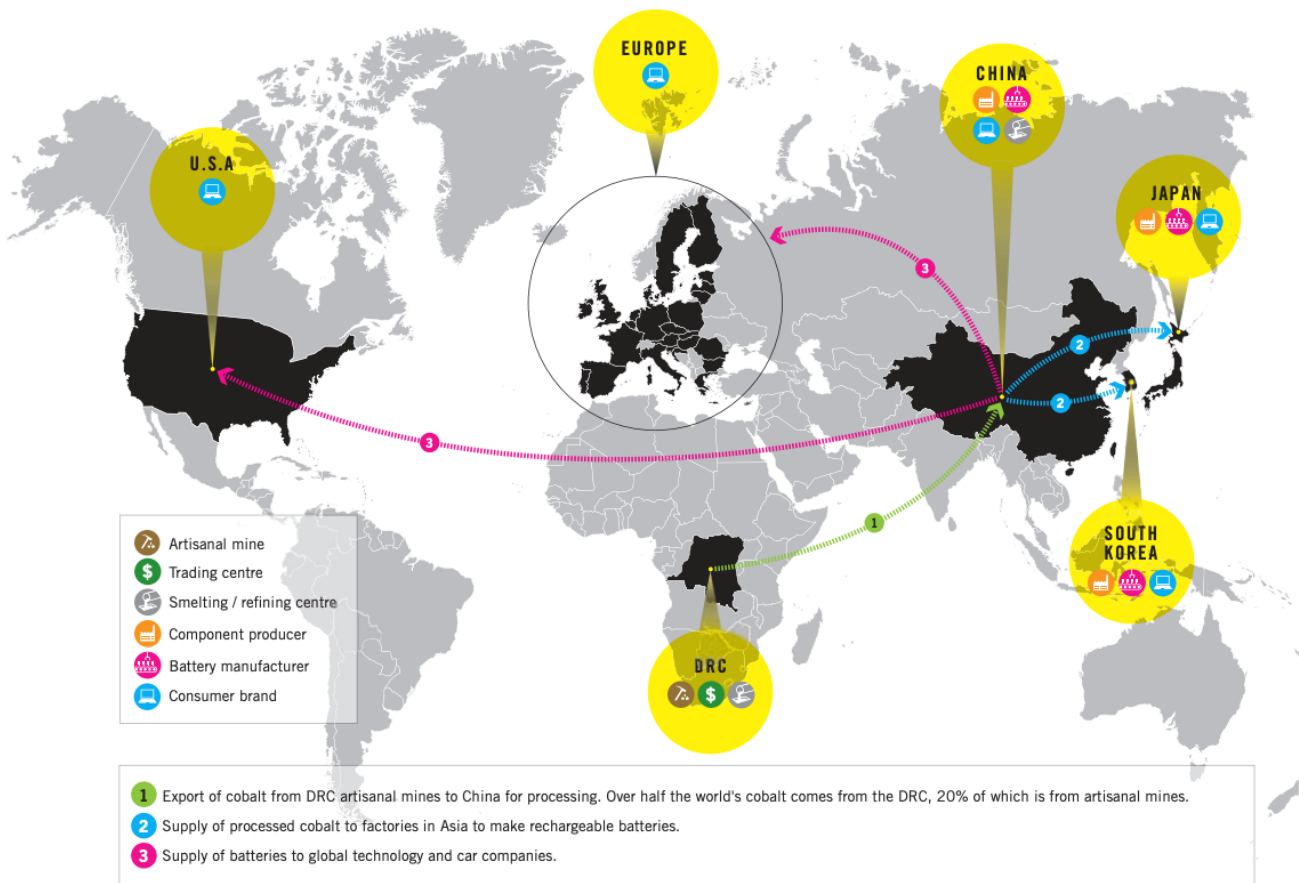 EUROPE
CHINA
U.S.A
JAPAN
3
2
2
3
1
SOUTH
KOREA
DRC
Artisanal mine
$ Trading centre
Smelting / refining centre
Component producer
Battery manufacturer
Consumer brand
$
1 Export of cobalt from DRC artisanal mines to China for processing. Over half the world's cobalt comes from the DRC, 20% of which is from artisanal mines.
2 Supply of processed cobalt to factories in Asia to make rechargeable batteries.
3 Supply of batteries to global technology and car companies.